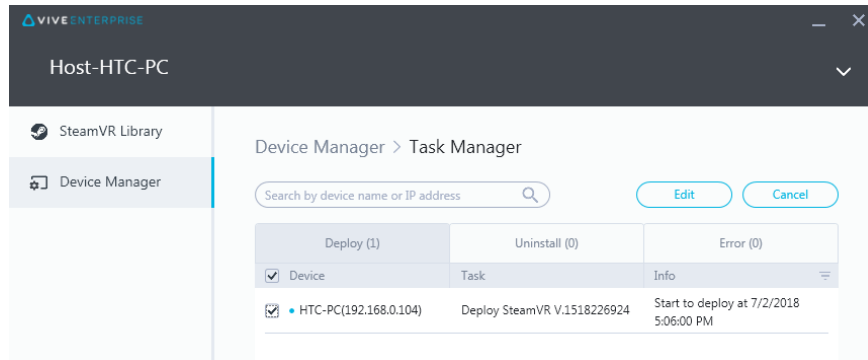 VIVE ENTERPRISE
Host-HTC-PC
SteamVR Library
Device Manager
Device Manager > Task Manager
Search by device name or IP address
Edit
Cancel
Deploy (1)
Uninstall (0)
Error (0)
Device
Task
Info
HTC-PC(192.168.0.104)
Deploy SteamVR V.1518226924
Start to deploy at 7/2/2018
5:06:00 PM